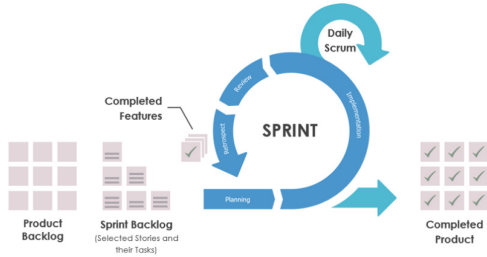 Daily
Scrum
Review
Completed
Features
SPRINT
Implementation
Retrospect
Planning
Product
Backlog
Sprint Backlog
(Selected Stories and
their Tasks)
Completed
Product